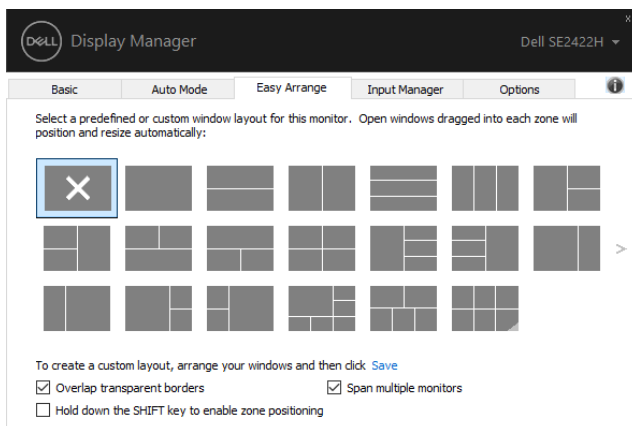 DELL Display Manager
Dell SE2422H
Basic Auto Mode Easy Arrange Input Manager Options
Select a predefined or custom window layout for this monitor. Open windows dragged into each zone will
position and resize automatically:
To create a custom layout, arrange your windows and then click Save
Overlap transparent borders Span multiple monitors
Hold down the SHIFT key to enable zone positioning